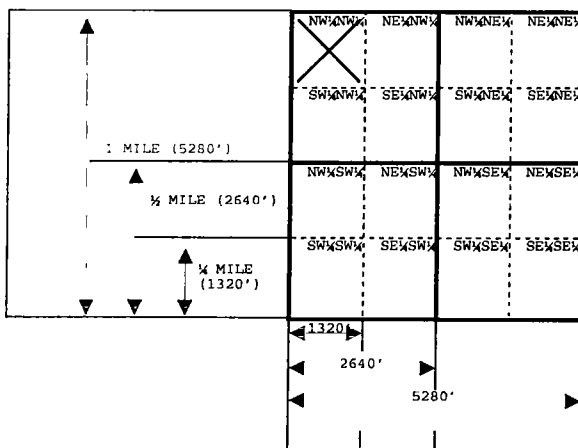 NW¼NW¼ NE¼NW¼ NW¼NE¼ NE¼NE¼
SW¼NW¼ SE¼NW¼ SW¼NE¼ SE¼NE¼
1 MILE (5280')
NW¼SW¼ NE¼SW¼ NW¼SE¼ NE¼SE¼
½ MILE (2640')
SW¼SW¼ SE¼SW¼ SW¼SE¼ SE¼SE¼
¼ MILE
(1320')
1320'
2640'
5280'